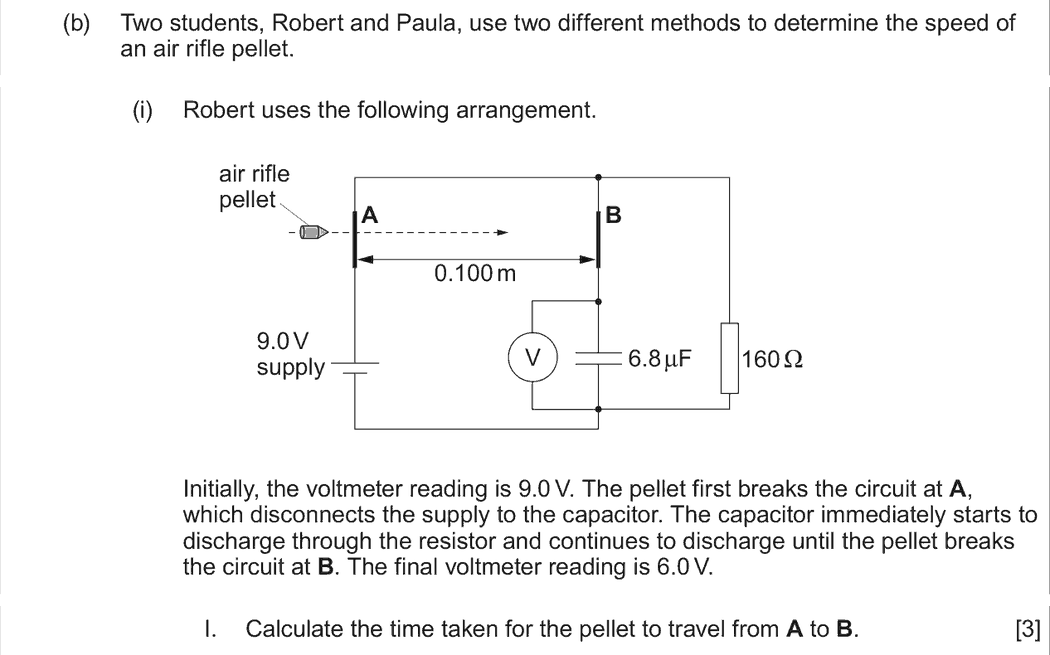 (b) Two students, Robert and Paula, use two different methods to determine the speed of
an air rifle pellet.
(i) Robert uses the following arrangement.
air rifle
pellet
A
B
0.100 m
9.0 V
supply
V
6.8 µF
160 Ω
Initially, the voltmeter reading is 9.0 V. The pellet first breaks the circuit at A,
which disconnects the supply to the capacitor. The capacitor immediately starts to
discharge through the resistor and continues to discharge until the pellet breaks
the circuit at B. The final voltmeter reading is 6.0 V.
I. Calculate the time taken for the pellet to travel from A to B. [3]